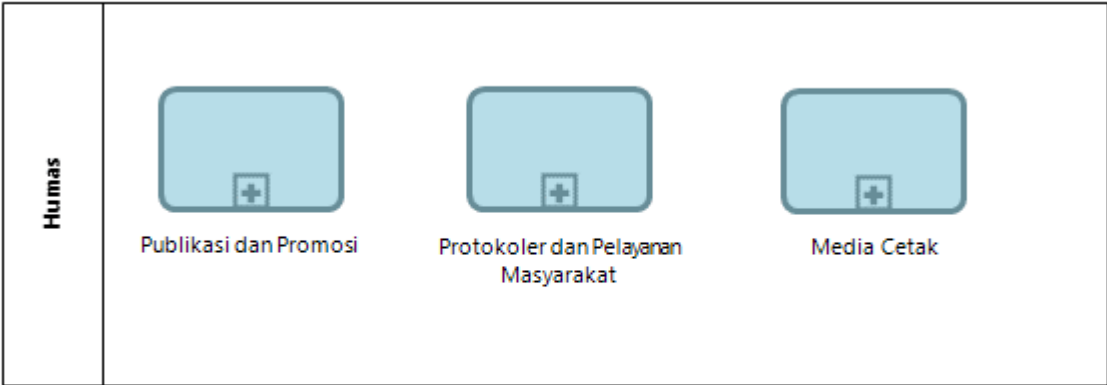 Humas
Publikasi dan Promosi
Protokoler dan Pelayanan
Masyarakat
Media Cetak